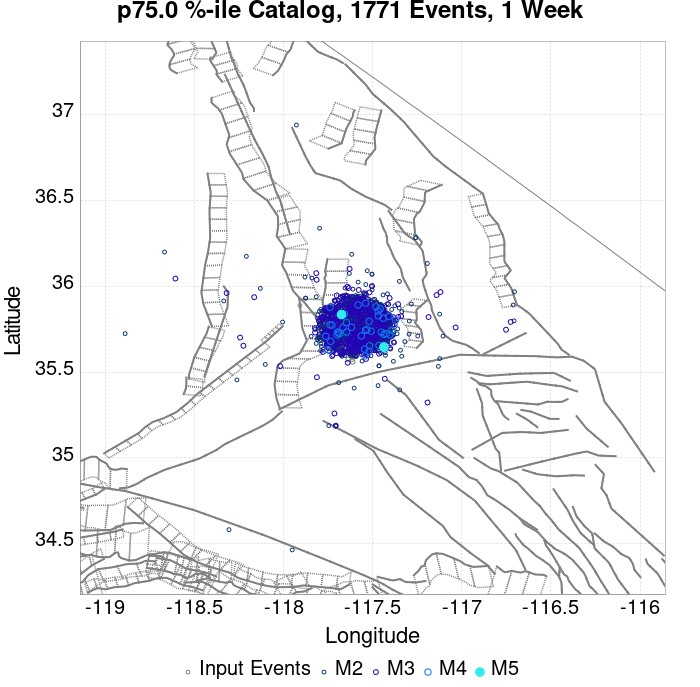 p75.0 %-ile Catalog, 1771 Events, 1 Week
Latitude
37
36.5
36
35.5
35
34.5
-119 -118.5 -118 -117.5 -117 -116.5 -116
Longitude
Input Events M2 M3 M4 M5